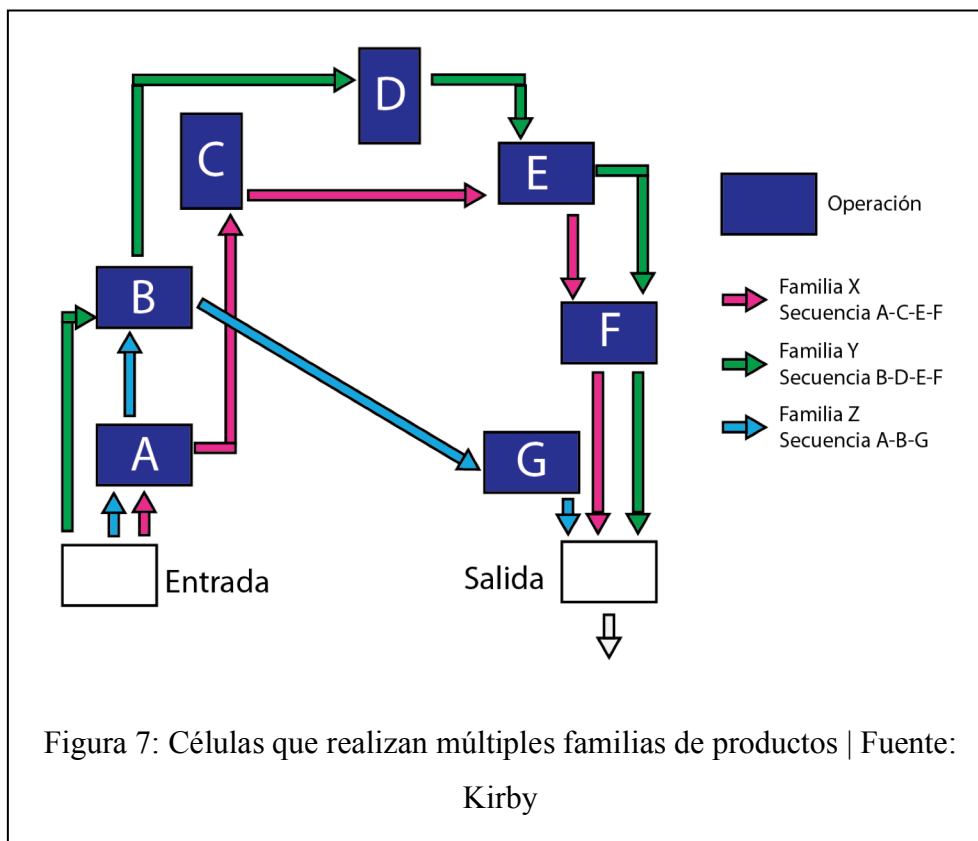 D
C
E
Operación
B
Familia X
Secuencia A-C-E-F
F
Familia Y
Secuencia B-D-E-F
A
G
Familia Z
Secuencia A-B-G
Entrada
Salida
Figura 7: Células que realizan múltiples familias de productos | Fuente:
Kirby